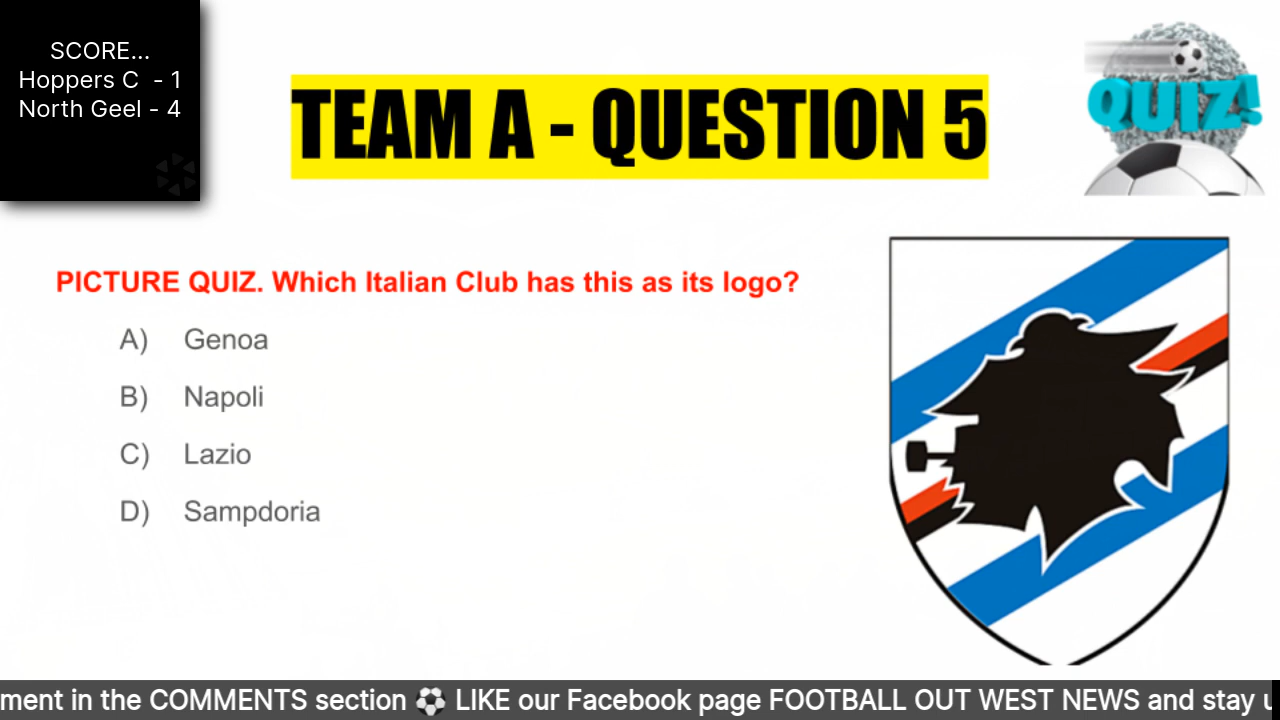 SCORE...
Hoppers C - 1
North Geel - 4
TEAM A - QUESTION 5
QUIZ!
PICTURE QUIZ. Which Italian Club has this as its logo?
A) Genoa
B) Napoli
C) Lazio
D) Sampdoria
ment in the COMMENTS section ⚽ LIKE our Facebook page FOOTBALL OUT WEST NEWS and stay u